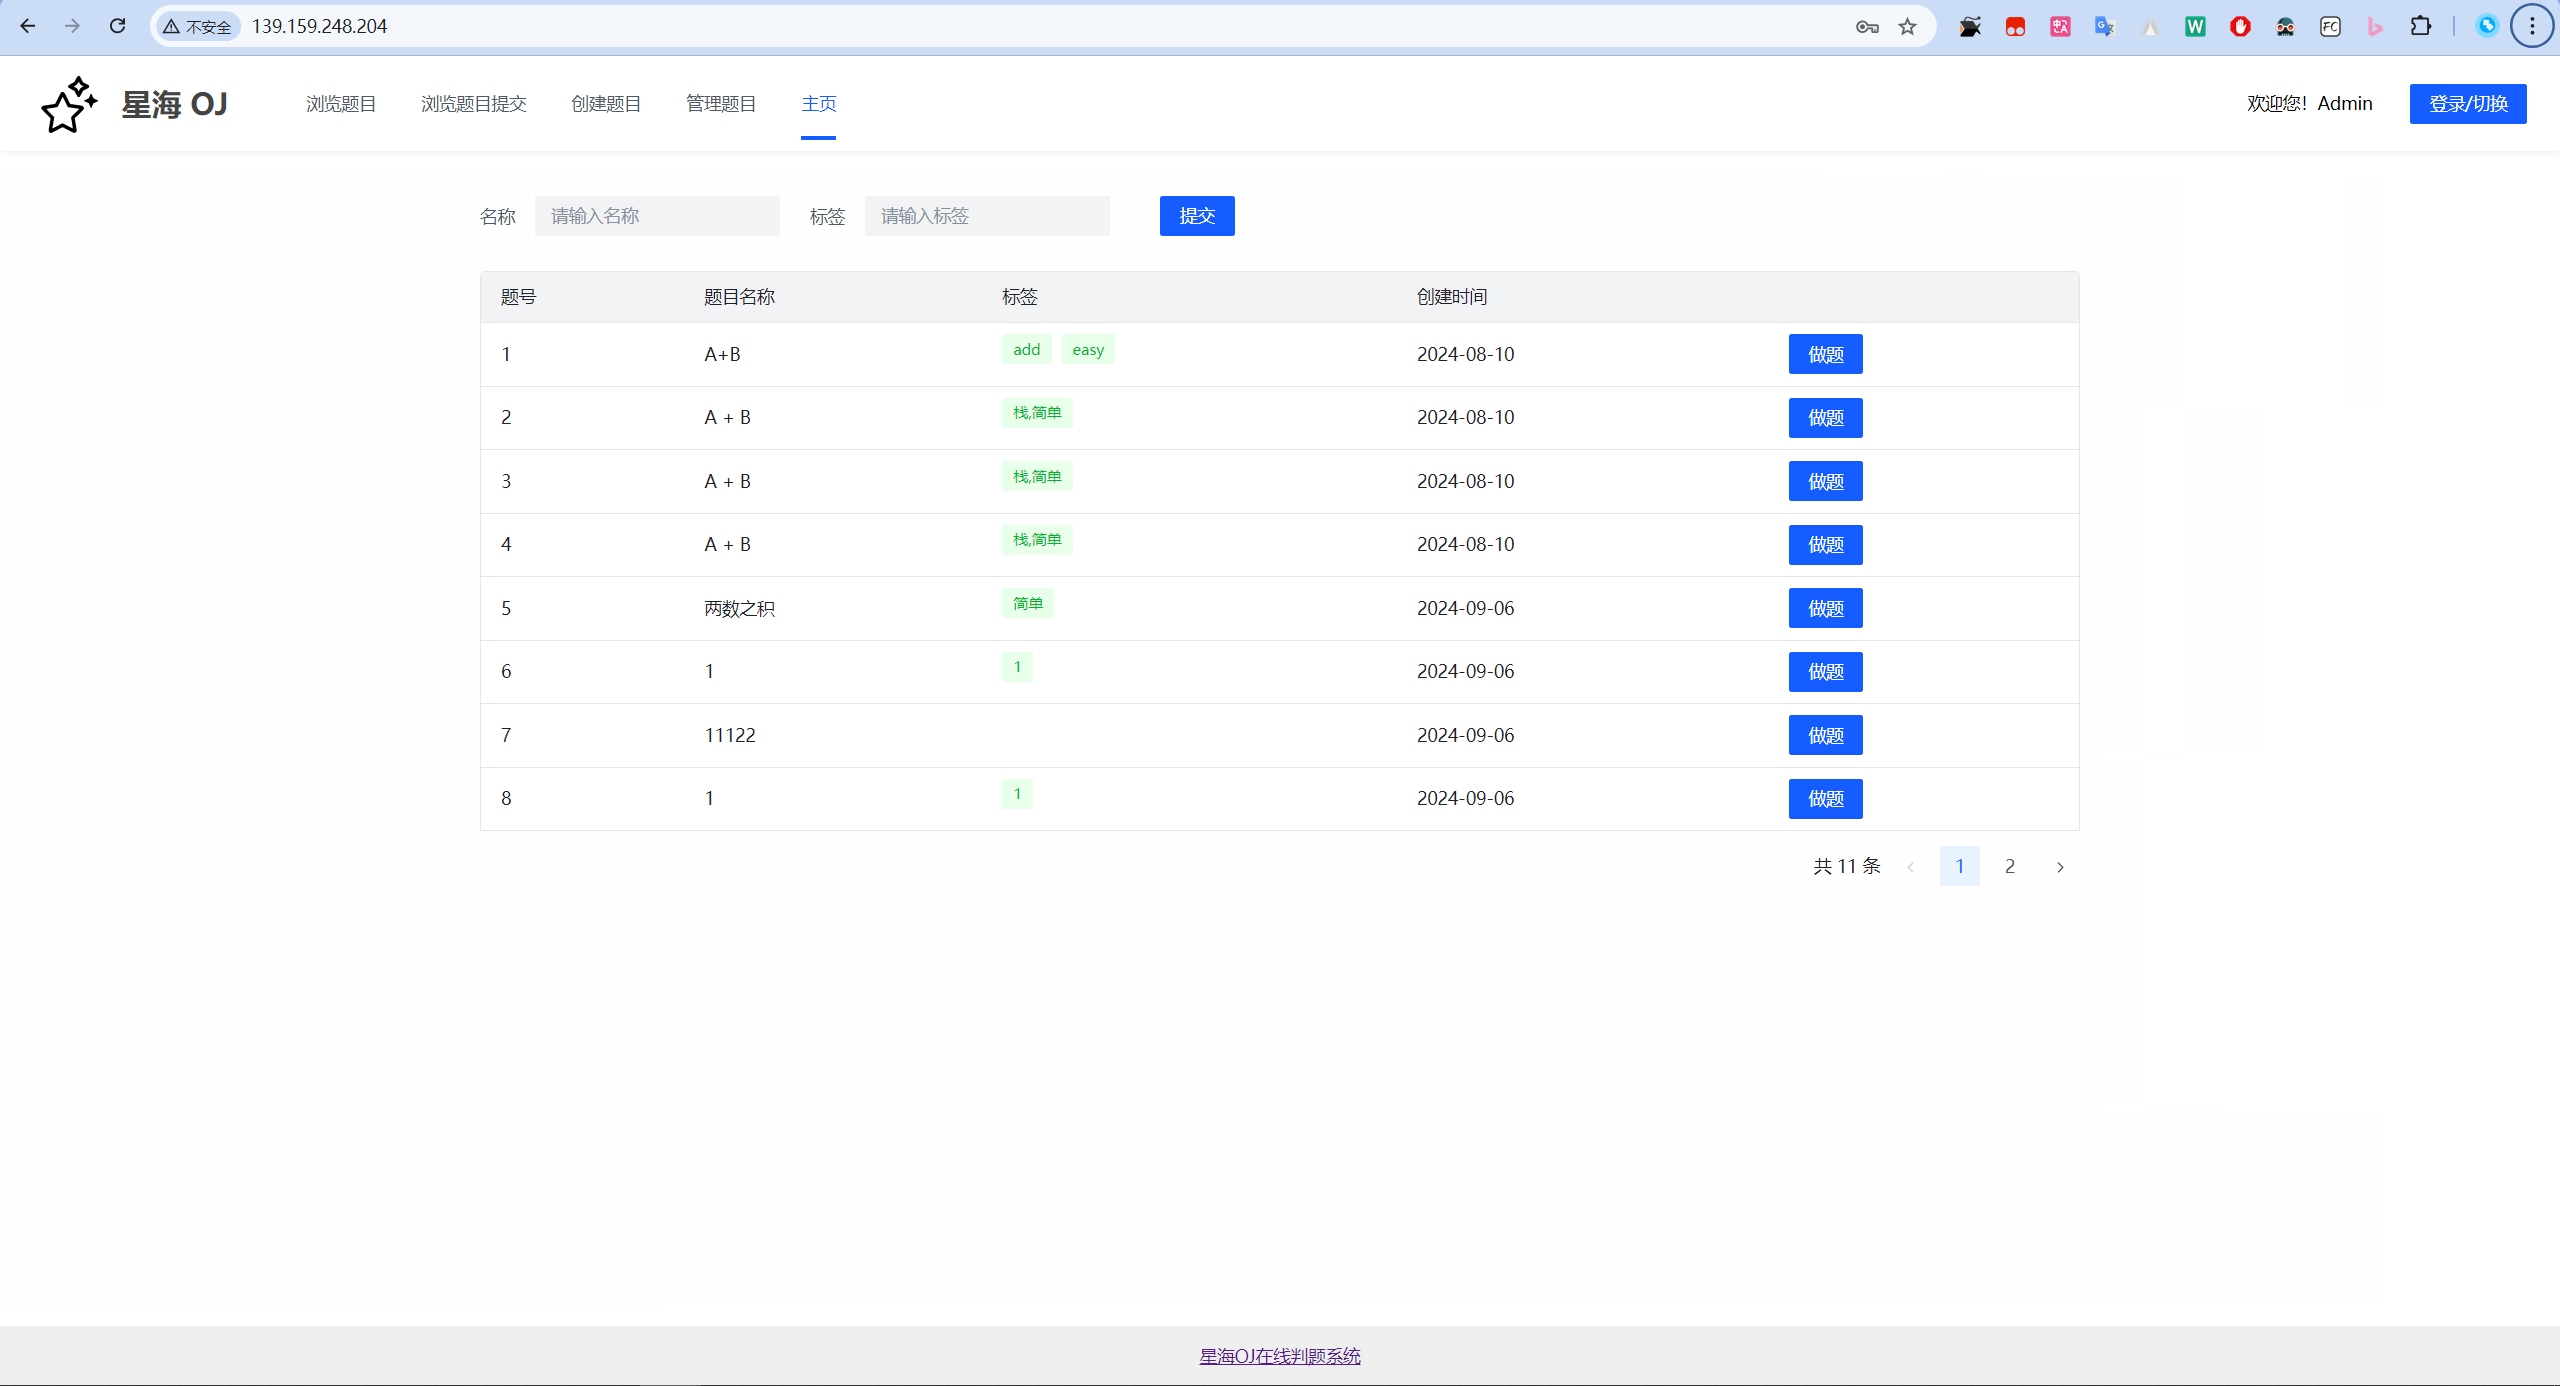 不安全 139.159.248.204
星海 OJ 浏览题目 浏览题目提交 创建题目 管理题目 主页 欢迎您！Admin 登录/切换
名称 请输入名称 标签 请输入标签 提交
题号 题目名称 标签 创建时间
1 A+B add easy 2024-08-10 做题
2 A + B 栈,简单 2024-08-10 做题
3 A + B 栈,简单 2024-08-10 做题
4 A + B 栈,简单 2024-08-10 做题
5 两数之积 简单 2024-09-06 做题
6 1 1 2024-09-06 做题
7 11122 2024-09-06 做题
8 1 1 2024-09-06 做题
共 11 条 1 2
星海OJ在线判题系统